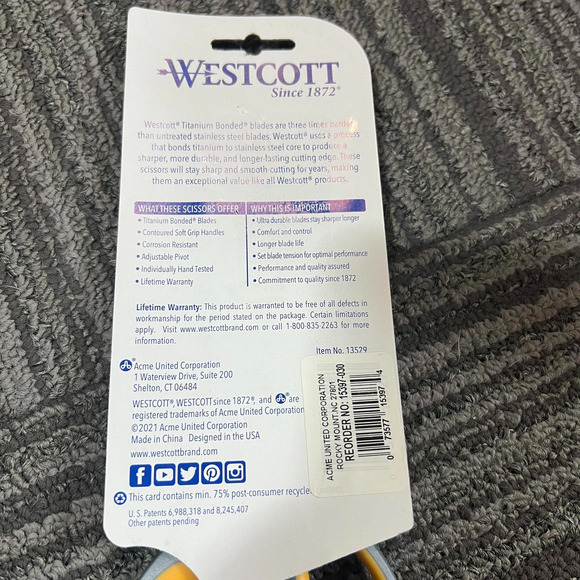 WESTCOTT
Since 1872®
Westcott® Titanium Bonded® blades are three times harder
than untreated stainless steel blades. Westcott® uses a process
that bonds titanium to stainless steel core to produce a
sharper, more durable, and longer-lasting cutting edge. These
scissors will stay sharp and smooth-cutting for years, making
them an exceptional value like all Westcott® products.
WHAT THESE SCISSORS OFFER
• Titanium Bonded® Blades
• Contoured Soft Grip Handles
• Corrosion Resistant
• Adjustable Pivot
• Individually Hand Tested
• Lifetime Warranty
WHY THIS IS IMPORTANT
• Ultra durable blades stay sharper longer
• Comfort and control
• Longer blade life
• Set blade tension for optimal performance
• Performance and quality assured
• Commitment to quality since 1872
Lifetime Warranty: This product is warranted to be free of all defects in
workmanship for the period stated on the package. Certain limitations
apply. Visit www.westcottbrand.com or call 1-800-835-2263 for more
information.
Item No. 13529
Acme United Corporation
1 Waterview Drive, Suite 200
Shelton, CT 06484
WESTCOTT®, WESTCOTT since 1872®, and are
registered trademarks of Acme United Corporation
©2021 Acme United Corporation
Made in China Designed in the USA
www.westcottbrand.com
This card contains min. 75% post-consumer recycle
U. S. Patents 6,988,318 and 8,245,407
Other patents pending
ACME UNITED CORPORATION
ROCKY MOUNT, NC 27801
REORDER NO: 15397-030
0 73577 15397 4